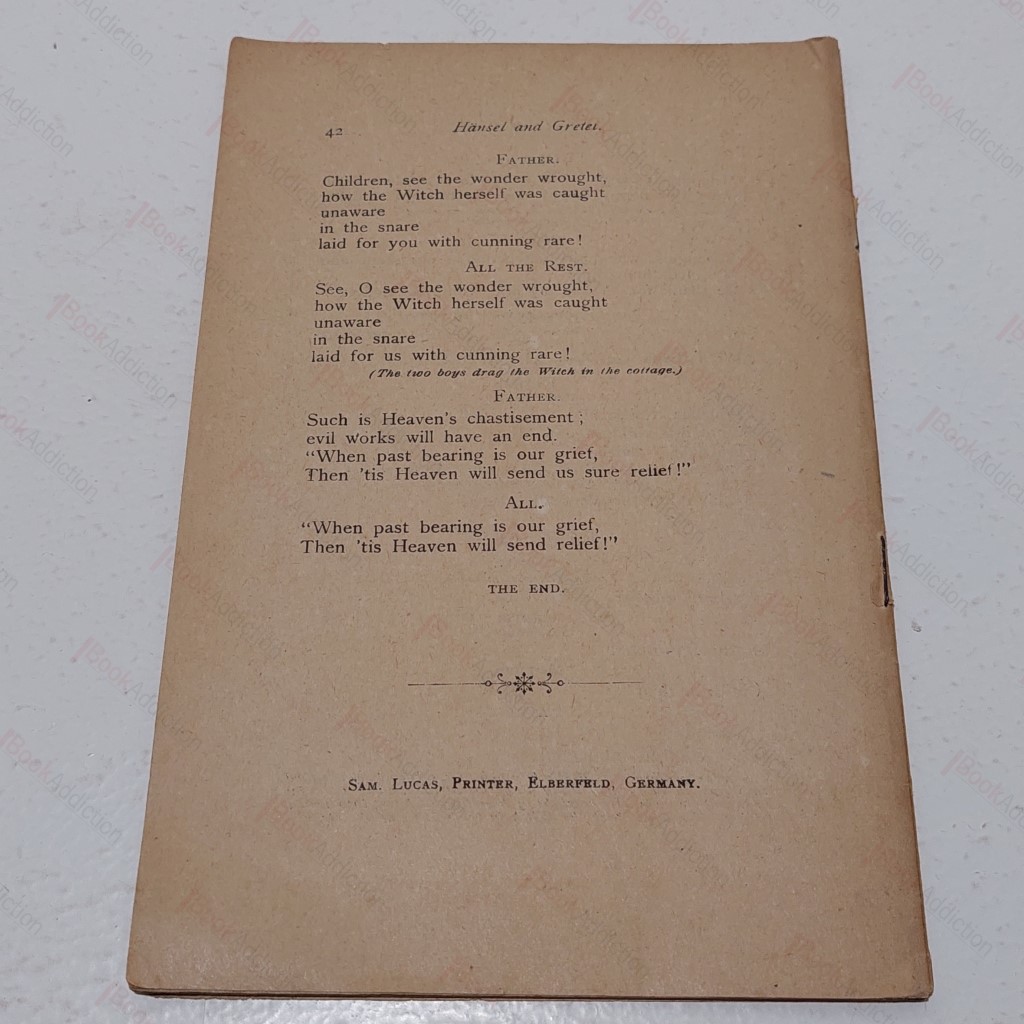 42 Hänsel and Gretel.
FATHER.
Children, see the wonder wrought,
how the Witch herself was caught
unaware
in the snare
laid for you with cunning rare!
ALL THE REST.
See, O see the wonder wrought,
how the Witch herself was caught
unaware
in the snare
laid for us with cunning rare!
(The two boys drag the Witch in the cottage.)
FATHER.
Such is Heaven's chastisement;
evil works will have an end.
“When past bearing is our grief,
Then 'tis Heaven will send us sure relief!”
ALL.
“When past bearing is our grief,
Then 'tis Heaven will send relief!”
THE END.
SAM. LUCAS, PRINTER, ELBERFELD, GERMANY.
BookAddiction